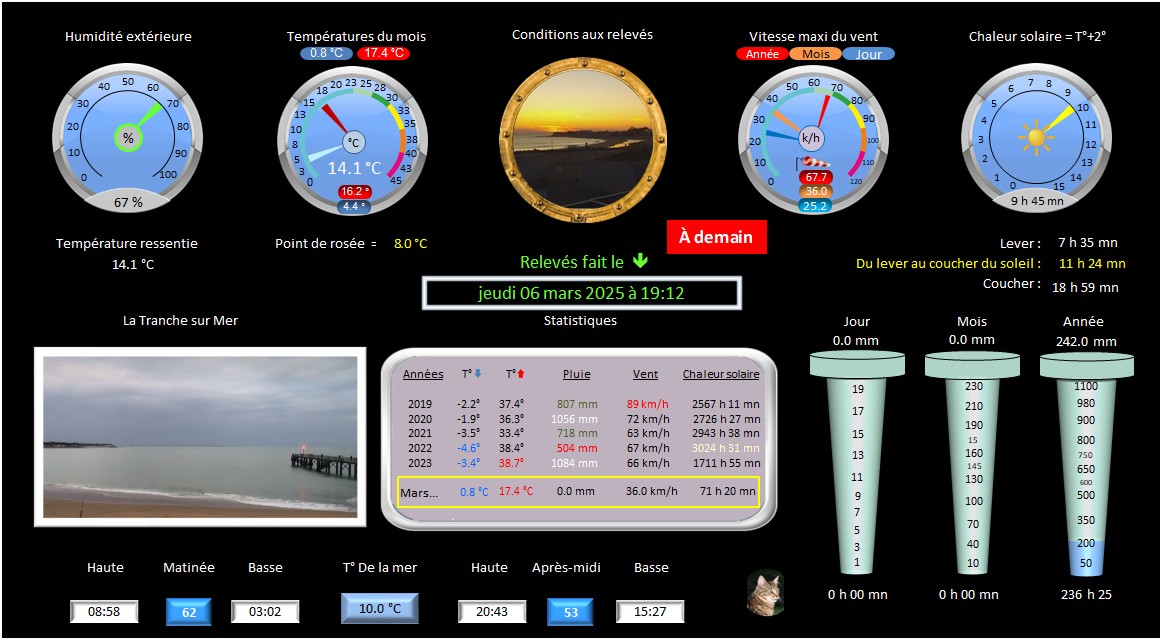 Humidité extérieure
Températures du mois
0.8 °C 17.4 °C
Conditions aux relevés
Vitesse maxi du vent
Année Mois Jour
Chaleur solaire = T°+2°
0 10 20 30 40 50 60 70 80 90 100
%
67 %
0 3 5 8 10 13 15 18 20 23 25 28 30 33 35 38 40 43 45
°C
14.1 °C
16.2 °
4.4 °
0 10 20 30 40 50 60 70 80 90 100 110 120
k/h
67.7
36.0
25.2
0 1 2 3 4 5 6 7 8 9 10 11 12 13 14 15
9 h 45 mn
Température ressentie
14.1 °C
Point de rosée = 8.0 °C
À demain
Relevés fait le
jeudi 06 mars 2025 à 19:12
Lever : 7 h 35 mn
Du lever au coucher du soleil : 11 h 24 mn
Coucher : 18 h 59 mn
La Tranche sur Mer
Statistiques
Années T° T° Pluie Vent Chaleur solaire
2019 -2.2° 37.4° 807 mm 89 km/h 2567 h 11 mn
2020 -1.9° 36.3° 1056 mm 72 km/h 2726 h 27 mn
2021 -3.5° 33.4° 718 mm 63 km/h 2943 h 38 mn
2022 -4.6° 38.4° 504 mm 67 km/h 3024 h 31 mn
2023 -3.4° 38.7° 1084 mm 66 km/h 1711 h 55 mn
Mars... 0.8 °C 17.4 °C 0.0 mm 36.0 km/h 71 h 20 mn
Jour
0.0 mm
19
17
15
13
11
9
7
5
3
1
0 h 00 mn
Mois
0.0 mm
230
210
190
15
160
145
130
100
70
40
10
0 h 00 mn
Année
242.0 mm
1100
980
900
800
750
650
600
500
350
200
50
236 h 25
Haute Matinée Basse
08:58 62 03:02
T° De la mer
10.0 °C
Haute Après-midi Basse
20:43 53 15:27